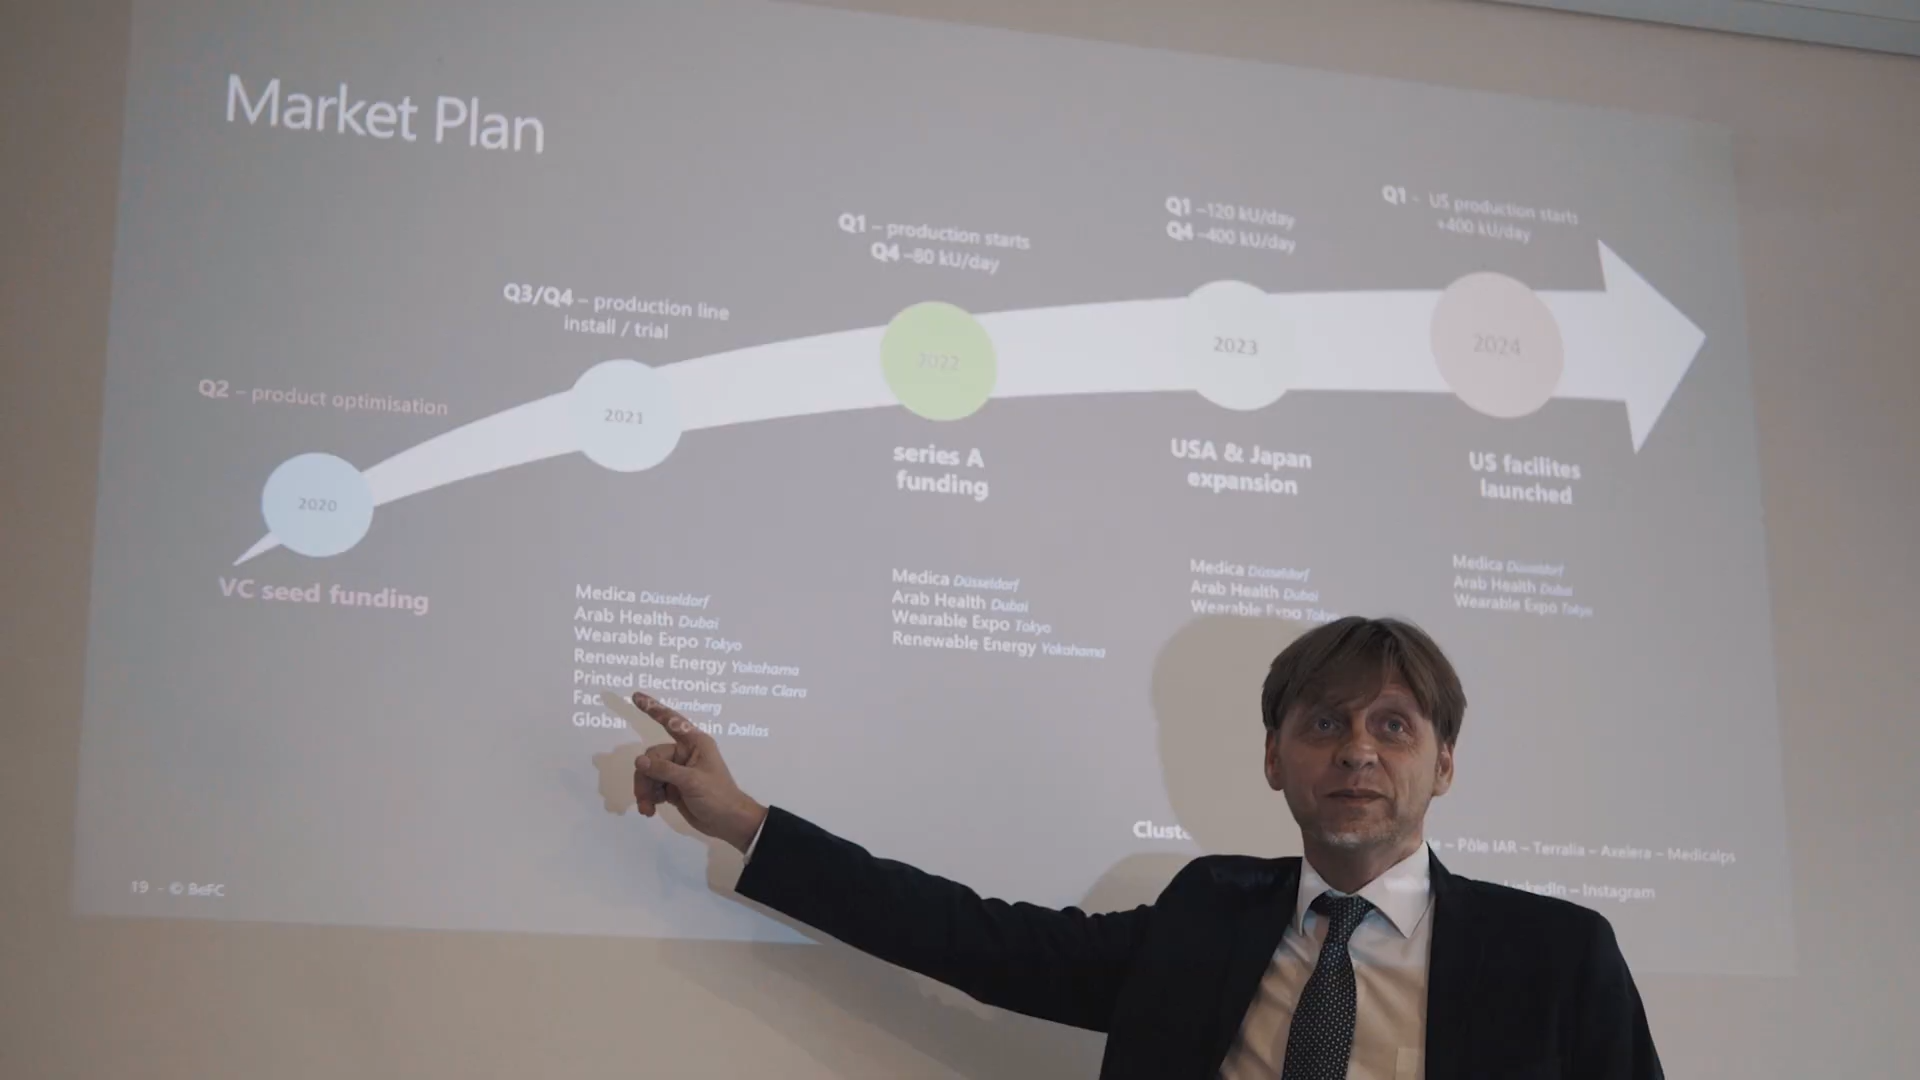 Market Plan
Q2 – product optimisation
2020
VC seed funding
Q3/Q4 – production line
install / trial
2021
Medica Düsseldorf
Arab Health Dubai
Wearable Expo Tokyo
Renewable Energy Yokohama
Printed Electronics Santa Clara
Nürnberg
Dallas
Q1 – production starts
Q4 –80 kU/day
2022
series A
funding
Medica Düsseldorf
Arab Health Dubai
Wearable Expo Tokyo
Renewable Energy Yokohama
Q1 –120 kU/day
Q4 –400 kU/day
2023
USA & Japan
expansion
Medica Düsseldorf
Arab Health Dubai
Wearable Expo Tokyo
Q1 – US production starts
+400 kU/day
2024
US facilites
launched
Medica Düsseldorf
Arab Health Dubai
Wearable Expo Tokyo
– Pôle IAR – Terralia – Axelera – Medicalps
LinkedIn – Instagram
19 - © BeFC